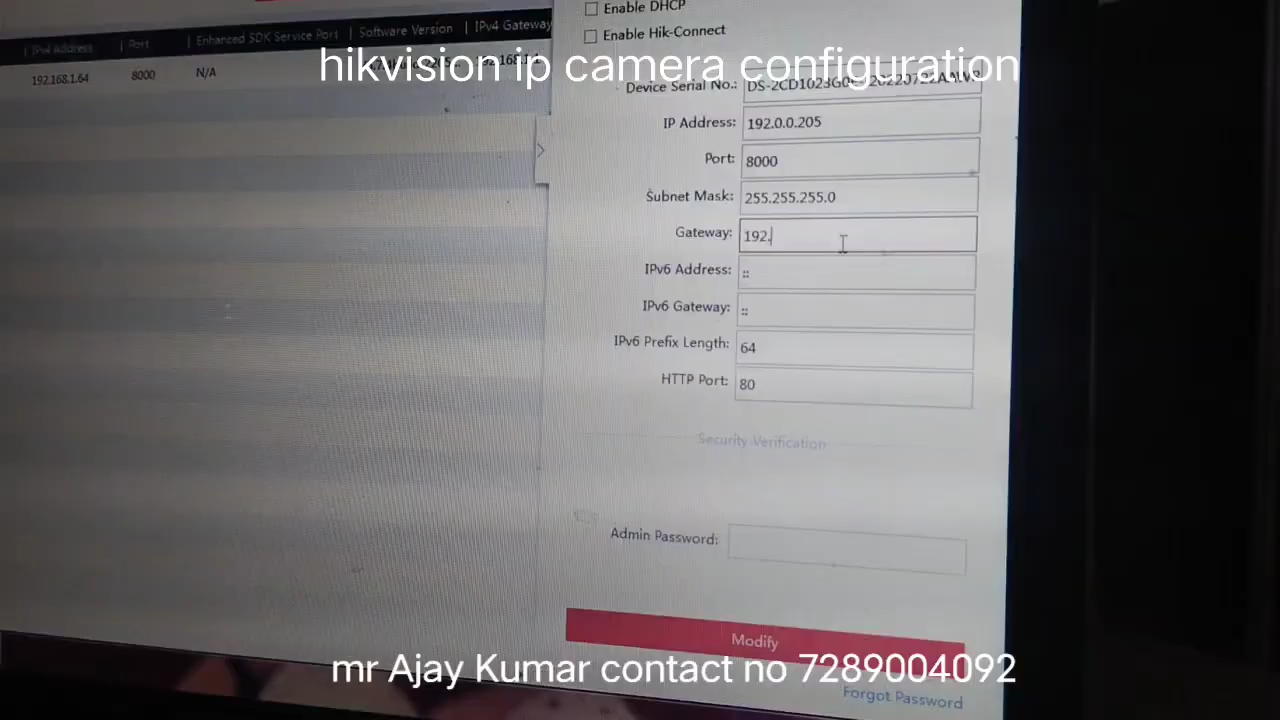 Enable DHCP
Enable Hik-Connect
IPv4 Address | Port | Enhanced SDK Service Port | Software Version | IPv4 Gateway
192.168.1.64 8000 N/A
hikvision ip camera configuration
Device Serial No.:
IP Address: 192.0.0.205
Port: 8000
Subnet Mask: 255.255.255.0
Gateway: 192.
IPv6 Address: ::
IPv6 Gateway: ::
IPv6 Prefix Length: 64
HTTP Port: 80
Security Verification
Admin Password:
Modify
mr Ajay Kumar contact no 7289004092
Forgot Password